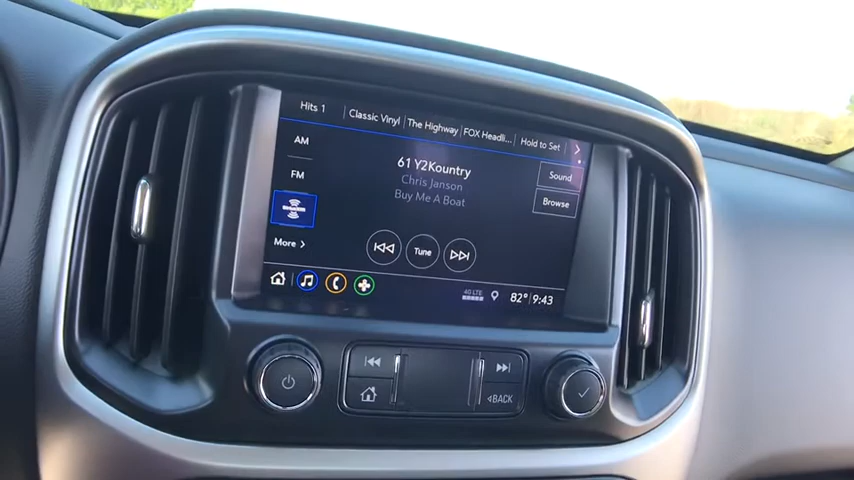 Hits 1
Classic Vinyl
The Highway
FOX Headli...
Hold to Set
AM
FM
SiriusXM
More
61 Y2Kountry
Chris Janson
Buy Me A Boat
Sound
Browse
Tune
4G LTE
82° 9:43
BACK